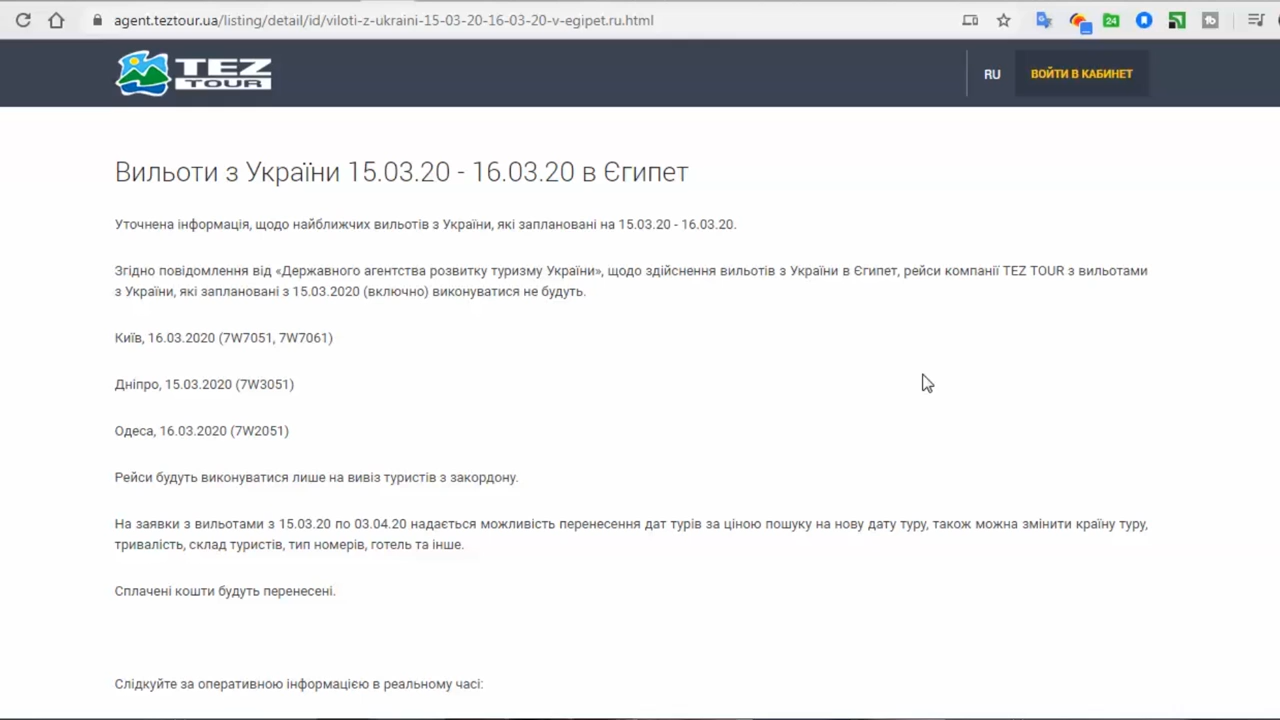 agent.teztour.ua/listing/detail/id/viloti-z-ukraini-15-03-20-16-03-20-v-egipet.ru.html
24
TEZ
TOUR
RU
ВОЙТИ В КАБИНЕТ
Вильоти з України 15.03.20 - 16.03.20 в Єгипет
Уточнена інформація, щодо найближчих вильотів з України, які заплановані на 15.03.20 - 16.03.20.
Згідно повідомлення від «Державного агентства розвитку туризму України», щодо здійснення вильотів з України в Єгипет, рейси компанії TEZ TOUR з вильотами
з України, які заплановані з 15.03.2020 (включно) виконуватися не будуть.
Київ, 16.03.2020 (7W7051, 7W7061)
Дніпро, 15.03.2020 (7W3051)
Одеса, 16.03.2020 (7W2051)
Рейси будуть виконуватися лише на вивіз туристів з закордону.
На заявки з вильотами з 15.03.20 по 03.04.20 надається можливість перенесення дат турів за ціною пошуку на нову дату туру, також можна змінити країну туру,
тривалість, склад туристів, тип номерів, готель та інше.
Сплачені кошти будуть перенесені.
Слідкуйте за оперативною інформацією в реальному часі: